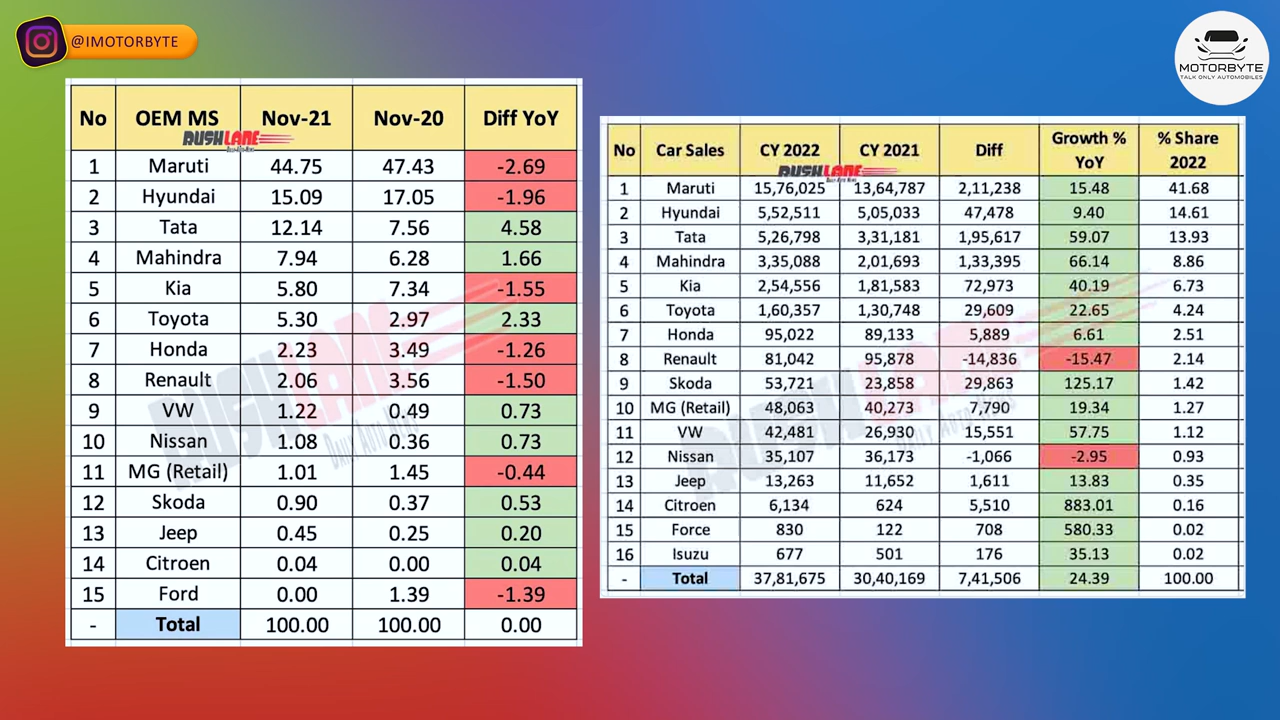 @IMOTORBYTE
MOTORBYTE
TALK ONLY AUTOMOBILES
No OEM MS Nov-21 Nov-20 Diff YoY
RUSHLANE
Daily Auto News
1 Maruti 44.75 47.43 -2.69
2 Hyundai 15.09 17.05 -1.96
3 Tata 12.14 7.56 4.58
4 Mahindra 7.94 6.28 1.66
5 Kia 5.80 7.34 -1.55
6 Toyota 5.30 2.97 2.33
7 Honda 2.23 3.49 -1.26
8 Renault 2.06 3.56 -1.50
9 VW 1.22 0.49 0.73
10 Nissan 1.08 0.36 0.73
11 MG (Retail) 1.01 1.45 -0.44
12 Skoda 0.90 0.37 0.53
13 Jeep 0.45 0.25 0.20
14 Citroen 0.04 0.00 0.04
15 Ford 0.00 1.39 -1.39
- Total 100.00 100.00 0.00
RUSHLANE
DAILY AUTO NEWS
No Car Sales CY 2022 CY 2021 Diff Growth % YoY % Share 2022
RUSHLANE
Daily Auto News
1 Maruti 15,76,025 13,64,787 2,11,238 15.48 41.68
2 Hyundai 5,52,511 5,05,033 47,478 9.40 14.61
3 Tata 5,26,798 3,31,181 1,95,617 59.07 13.93
4 Mahindra 3,35,088 2,01,693 1,33,395 66.14 8.86
5 Kia 2,54,556 1,81,583 72,973 40.19 6.73
6 Toyota 1,60,357 1,30,748 29,609 22.65 4.24
7 Honda 95,022 89,133 5,889 6.61 2.51
8 Renault 81,042 95,878 -14,836 -15.47 2.14
9 Skoda 53,721 23,858 29,863 125.17 1.42
10 MG (Retail) 48,063 40,273 7,790 19.34 1.27
11 VW 42,481 26,930 15,551 57.75 1.12
12 Nissan 35,107 36,173 -1,066 -2.95 0.93
13 Jeep 13,263 11,652 1,611 13.83 0.35
14 Citroen 6,134 624 5,510 883.01 0.16
15 Force 830 122 708 580.33 0.02
16 Isuzu 677 501 176 35.13 0.02
- Total 37,81,675 30,40,169 7,41,506 24.39 100.00
RUSHLANE
DAILY AUTO NEWS